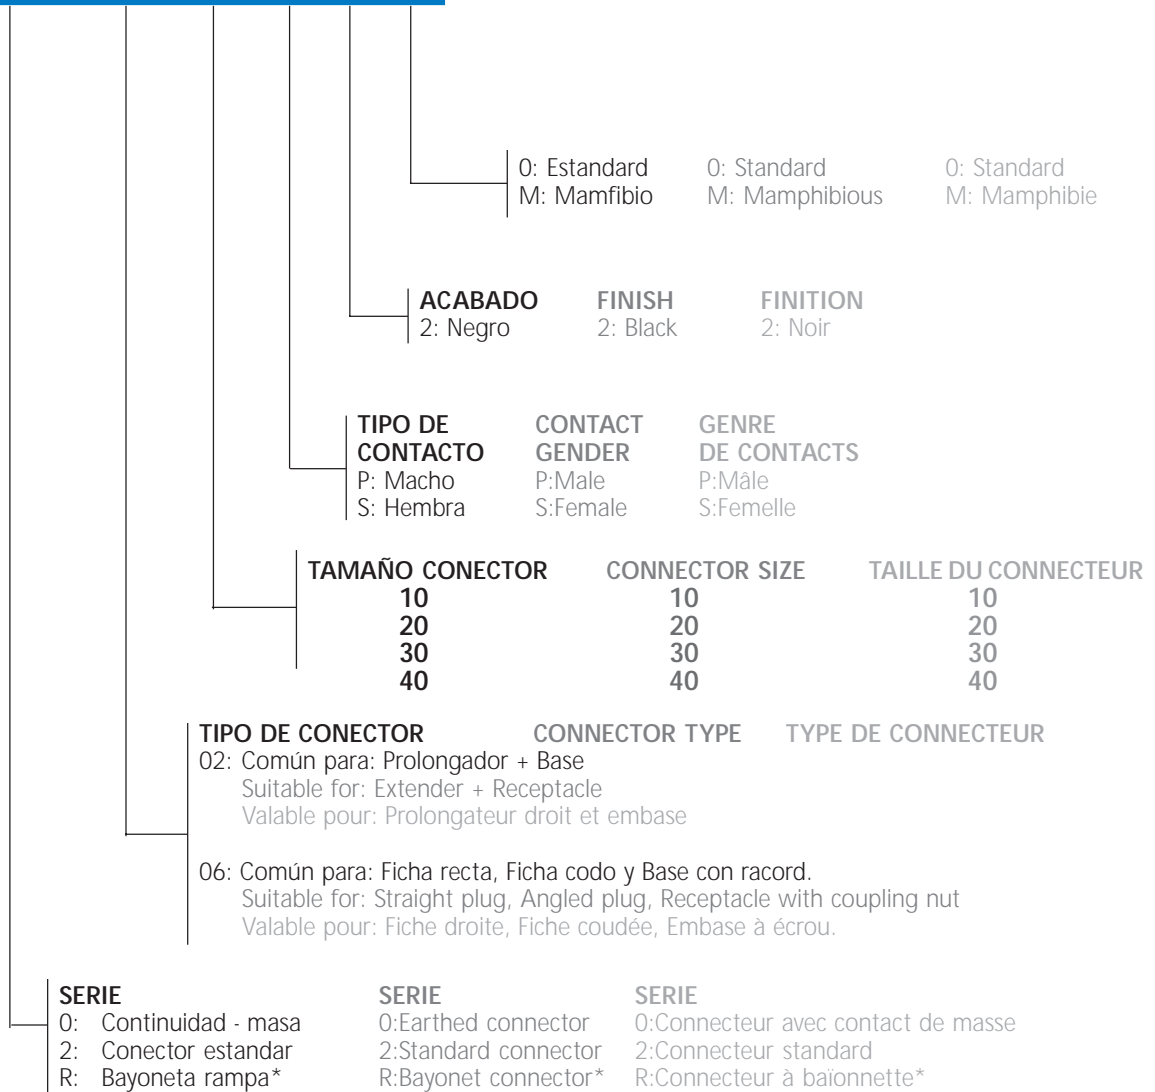 0: Estandard 0: Standard 0: Standard
M: Mamfibio M: Mamphibious M: Mamphibie
ACABADO FINISH FINITION
2: Negro 2: Black 2: Noir
TIPO DE CONTACT GENRE
CONTACTO GENDER DE CONTACTS
P: Macho P:Male P:Mâle
S: Hembra S:Female S:Femelle
TAMAÑO CONECTOR CONNECTOR SIZE TAILLE DU CONNECTEUR
10 10 10
20 20 20
30 30 30
40 40 40
TIPO DE CONECTOR CONNECTOR TYPE TYPE DE CONNECTEUR
02: Común para: Prolongador + Base
Suitable for: Extender + Receptacle
Valable pour: Prolongateur droit et embase
06: Común para: Ficha recta, Ficha codo y Base con racord.
Suitable for: Straight plug, Angled plug, Receptacle with coupling nut
Valable pour: Fiche droite, Fiche coudée, Embase à écrou.
SERIE SERIE SERIE
0: Continuidad - masa 0:Earthed connector 0:Connecteur avec contact de masse
2: Conector estandar 2:Standard connector 2:Connecteur standard
R: Bayoneta rampa* R:Bayonet connector* R:Connecteur à baïonnette*